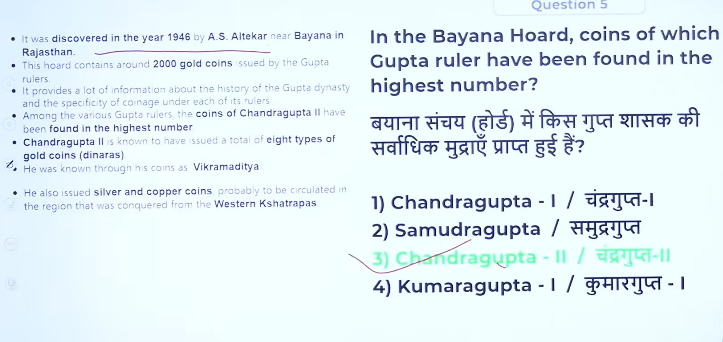 Question 5
It was discovered in the year 1946 by A.S. Altekar near Bayana in
Rajasthan.
This hoard contains around 2000 gold coins issued by the Gupta
rulers.
It provides a lot of information about the history of the Gupta dynasty
and the specificity of coinage under each of its rulers
Among the various Gupta rulers, the coins of Chandragupta II have
been found in the highest number
Chandragupta II is known to have issued a total of eight types of
gold coins (dinaras)
He was known through his coins as Vikramaditya
He also issued silver and copper coins, probably to be circulated in
the region that was conquered from the Western Kshatrapas
In the Bayana Hoard, coins of which
Gupta ruler have been found in the
highest number?
बयाना संचय (होर्ड) में किस गुप्त शासक की
सर्वाधिक मुद्राएँ प्राप्त हुई हैं?
1) Chandragupta - I / चंद्रगुप्त-I
2) Samudragupta / समुद्रगुप्त
3) Chandragupta - II / चंद्रगुप्त-II
4) Kumaragupta - I / कुमारगुप्त - I